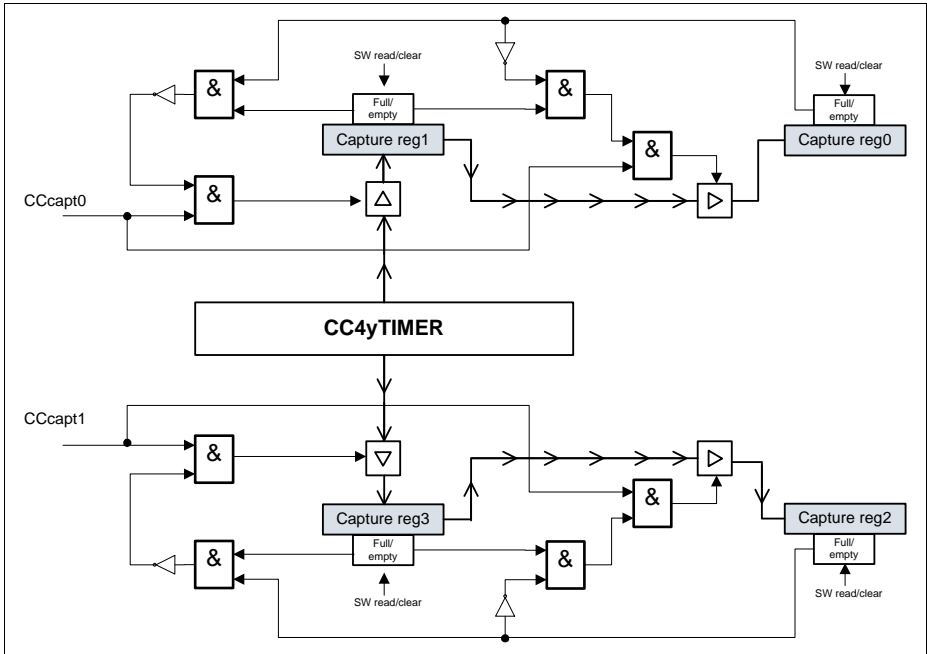 SW read/clear
SW read/clear
&
&
Full/
empty
Full/
empty
Capture reg1
Capture reg0
&
&
CCcapt0
CC4yTIMER
CCcapt1
&
&
Capture reg3
Capture reg2
Full/
empty
Full/
empty
&
&
SW read/clear
SW read/clear